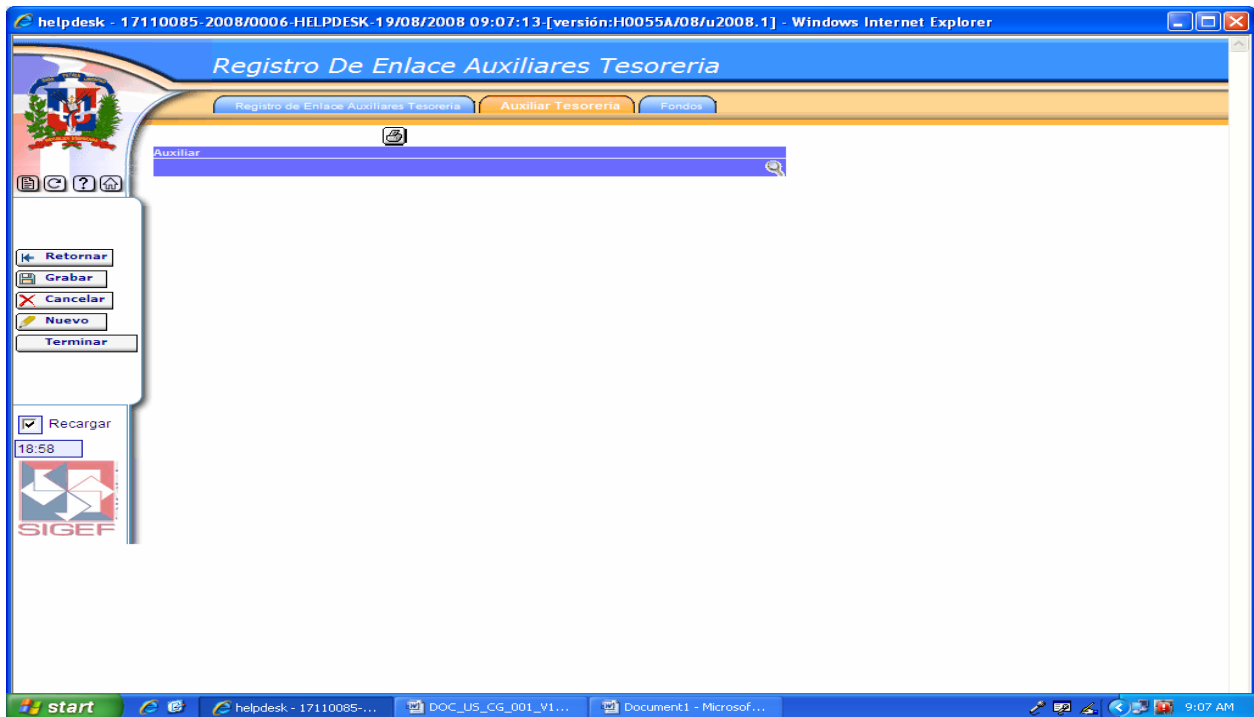 helpdesk - 17110085-2008/0006-HELPDESK-19/08/2008 09:07:13-[versión:H0055A/08/u2008.1] - Windows Internet Explorer
Registro De Enlace Auxiliares Tesoreria
Registro de Enlace Auxiliares Tesoreria
Auxiliar Tesoreria
Fondos
Auxiliar
Retornar
Grabar
Cancelar
Nuevo
Terminar
Recargar
18:58
SIGEF
start
helpdesk - 17110085-...
DOC_US_CG_001_V1...
Document1 - Microsof...
9:07 AM